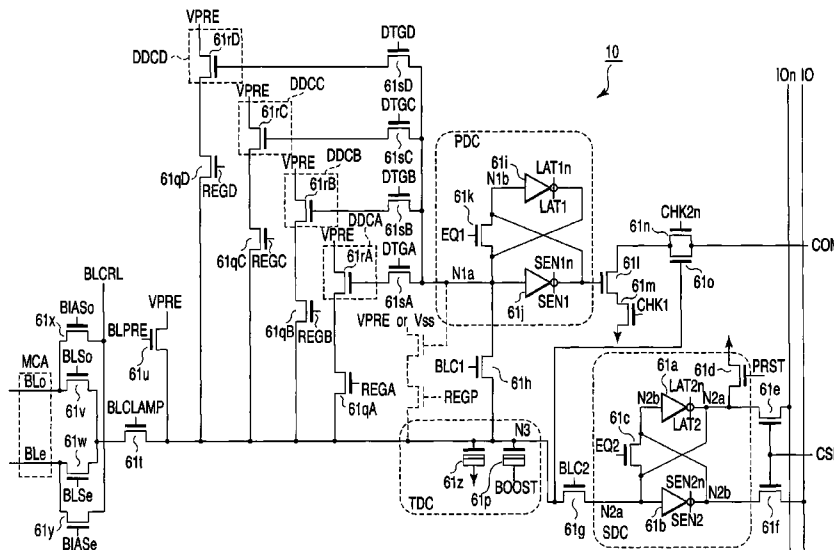 VPRE
10
DDCD
61rD
DTGD
IOn IO
VPRE
DDCC
61rC
61sD
DTGC
PDC
DDCB
61sC
61i
LAT1n
VPRE
61rB
DTGB
N1b
LAT1
61qD
REGD
61k
CHK2n
DDCA
61sB
61n
VPRE
DTGA
EQ1
SEN1n
COM
BLCRL
61qC
REGC
61rA
N1a
61l
61o
61sA
61j
SEN1
61m
BIASo
VPRE
CHK1
VPRE or Vss
61x
BLPRE
61qB
REGB
61a
61d
MCA
BLSo
61u
BLC1
61h
LAT2n
PRST
BLo
REGA
REGP
N2b
N2a
61e
61v
BLCLAMP
61qA
61c
LAT2
61w
N3
EQ2
CSL
BLe
61t
BLC2
SEN2n
N2b
61z
61p
BLSe
TDC
BOOST
N2a
61y
61g
61b
SEN2
61f
BIASe
SDC